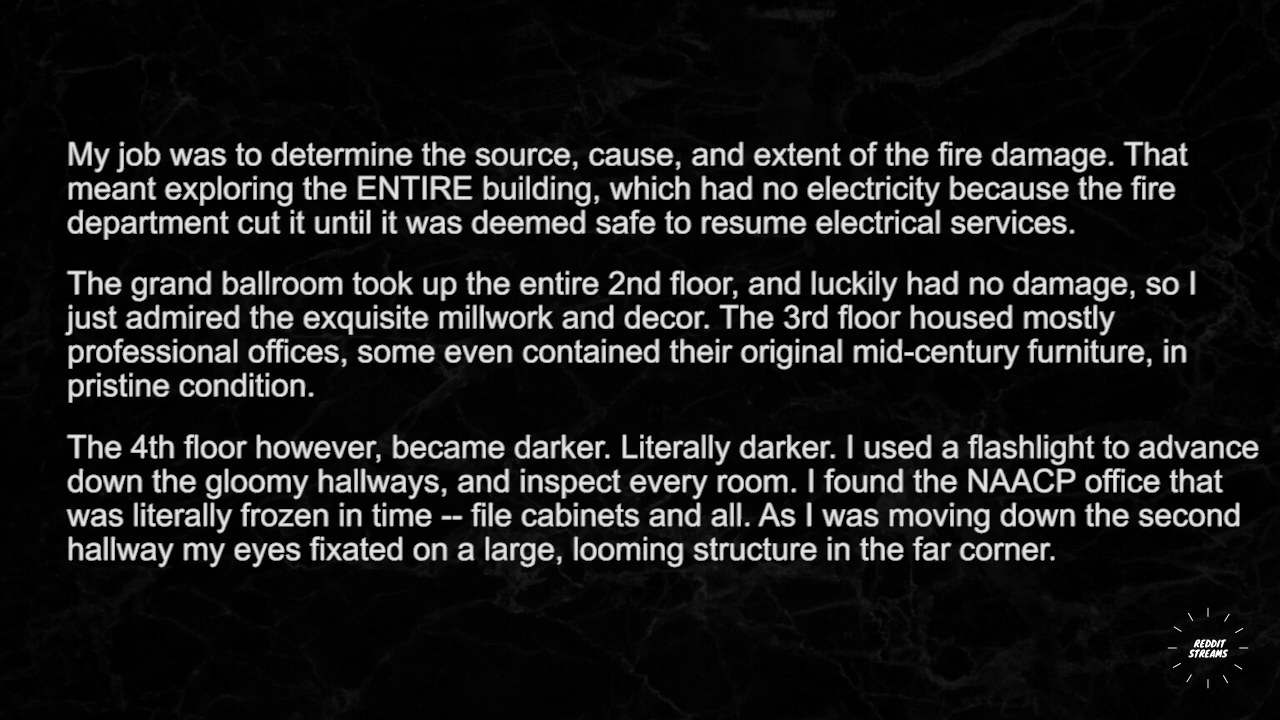 My job was to determine the source, cause, and extent of the fire damage. That
meant exploring the ENTIRE building, which had no electricity because the fire
department cut it until it was deemed safe to resume electrical services.
The grand ballroom took up the entire 2nd floor, and luckily had no damage, so I
just admired the exquisite millwork and decor. The 3rd floor housed mostly
professional offices, some even contained their original mid-century furniture, in
pristine condition.
The 4th floor however, became darker. Literally darker. I used a flashlight to advance
down the gloomy hallways, and inspect every room. I found the NAACP office that
was literally frozen in time -- file cabinets and all. As I was moving down the second
hallway my eyes fixated on a large, looming structure in the far corner.
REDDIT
STREAMS